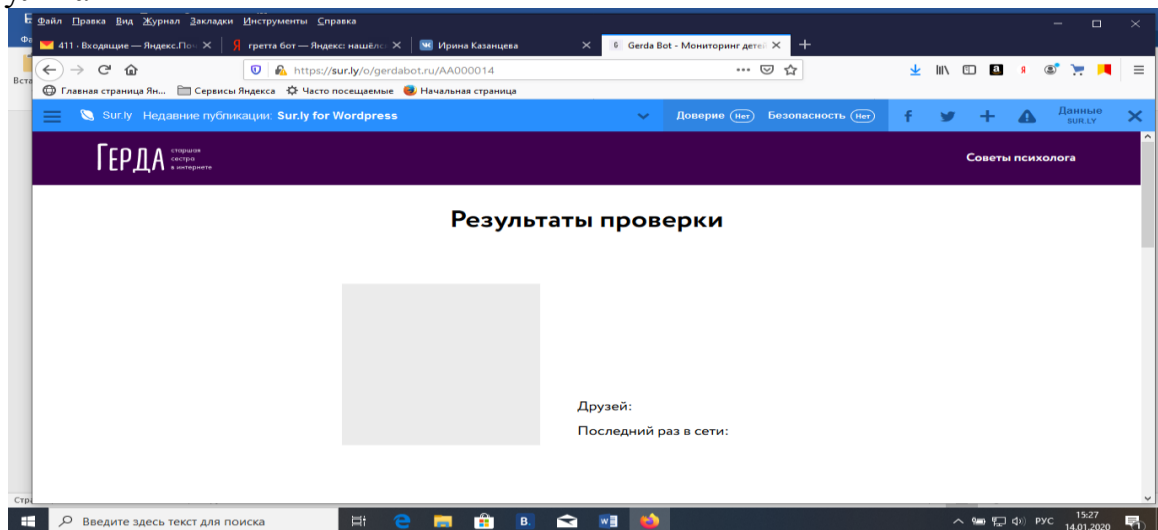 Файл Правка Вид Журнал Закладки Инструменты Справка
411 · Входящие — Яндекс.Поч
гретта бот — Яндекс: нашёлс
Ирина Казанцева
Gerda Bot - Мониторинг детей
https://sur.ly/o/gerdabot.ru/AA000014
Главная страница Ян... Сервисы Яндекса Часто посещаемые Начальная страница
Sur.ly Недавние публикации: Sur.ly for Wordpress
Доверие (Нет) Безопасность (Нет)
Данные
SUR.LY
ГЕРДА
старшая
сестра
в интернете
Советы психолога
Результаты проверки
Друзей:
Последний раз в сети:
Введите здесь текст для поиска
РУС
15:27
14.01.2020